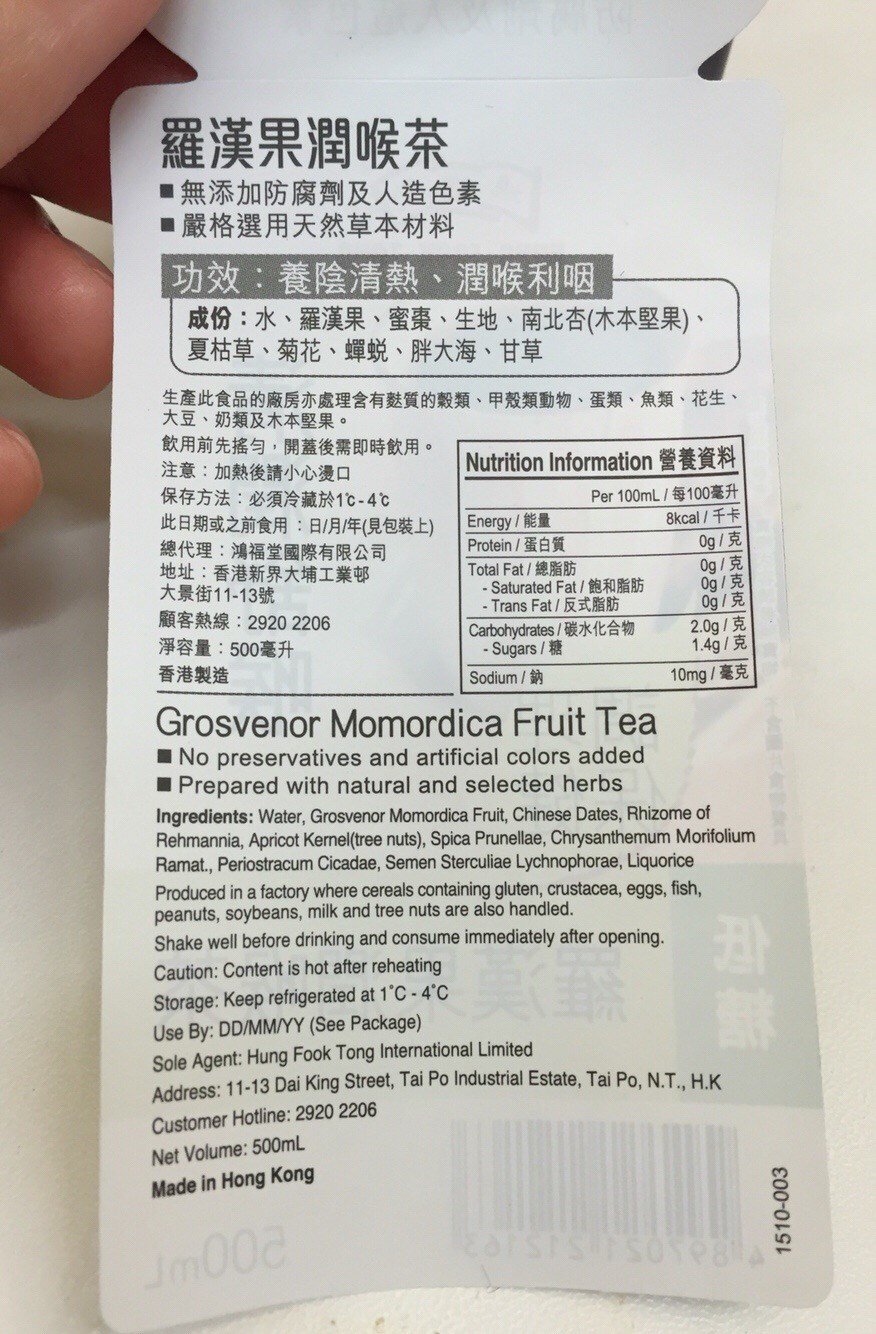 羅漢果潤喉茶
■ 無添加防腐劑及人造色素
■ 嚴格選用天然草本材料
功效：養陰清熱、潤喉利咽
成份：水、羅漢果、蜜棗、生地、南北杏(木本堅果)、
夏枯草、菊花、蟬蛻、胖大海、甘草
生產此食品的廠房亦處理含有麩質的穀類、甲殼類動物、蛋類、魚類、花生、
大豆、奶類及木本堅果。
飲用前先搖勻，開蓋後需即時飲用。
注意：加熱後請小心燙口
保存方法：必須冷藏於1℃-4℃
此日期或之前食用：日/月/年(見包裝上)
總代理：鴻福堂國際有限公司
地址：香港新界大埔工業邨
大景街11-13號
顧客熱線：2920 2206
淨容量：500毫升
香港製造
Nutrition Information 營養資料
Per 100mL / 每100毫升
Energy / 能量 8kcal / 千卡
Protein / 蛋白質 0g / 克
Total Fat / 總脂肪 0g / 克
- Saturated Fat / 飽和脂肪 0g / 克
- Trans Fat / 反式脂肪 0g / 克
Carbohydrates / 碳水化合物 2.0g / 克
- Sugars / 糖 1.4g / 克
Sodium / 鈉 10mg / 毫克
Grosvenor Momordica Fruit Tea
■ No preservatives and artificial colors added
■ Prepared with natural and selected herbs
Ingredients: Water, Grosvenor Momordica Fruit, Chinese Dates, Rhizome of
Rehmannia, Apricot Kernel(tree nuts), Spica Prunellae, Chrysanthemum Morifolium
Ramat., Periostracum Cicadae, Semen Sterculiae Lychnophorae, Liquorice
Produced in a factory where cereals containing gluten, crustacea, eggs, fish,
peanuts, soybeans, milk and tree nuts are also handled.
Shake well before drinking and consume immediately after opening.
Caution: Content is hot after reheating
Storage: Keep refrigerated at 1°C - 4°C
Use By: DD/MM/YY (See Package)
Sole Agent: Hung Fook Tong International Limited
Address: 11-13 Dai King Street, Tai Po Industrial Estate, Tai Po, N.T., H.K
Customer Hotline: 2920 2206
Net Volume: 500mL
Made in Hong Kong
1510-003
低糖
500mL
4 897021 212163